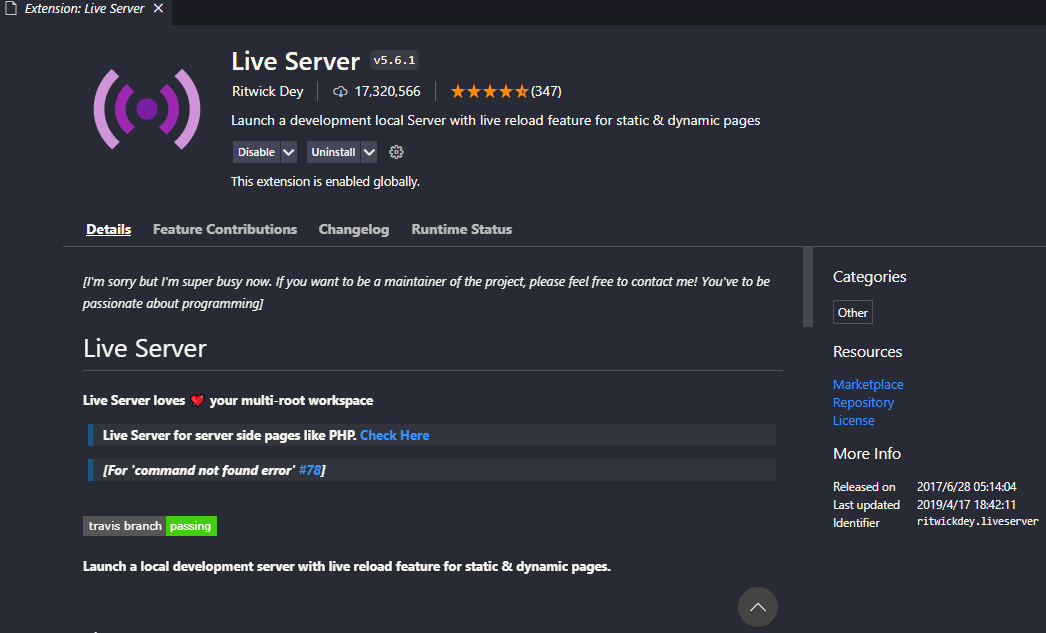 Extension: Live Server
Live Server v5.6.1
Ritwick Dey 17,320,566 (347)
Launch a development local Server with live reload feature for static & dynamic pages
Disable Uninstall
This extension is enabled globally.
Details Feature Contributions Changelog Runtime Status
[I'm sorry but I'm super busy now. If you want to be a maintainer of the project, please feel free to contact me! You've to be
passionate about programming]
Live Server
Live Server loves ❤ your multi-root workspace
Live Server for server side pages like PHP. Check Here
[For 'command not found error' #78]
travis branch passing
Launch a local development server with live reload feature for static & dynamic pages.
Categories
Other
Resources
Marketplace
Repository
License
More Info
Released on 2017/6/28 05:14:04
Last updated 2019/4/17 18:42:11
Identifier ritwickdey.liveserver